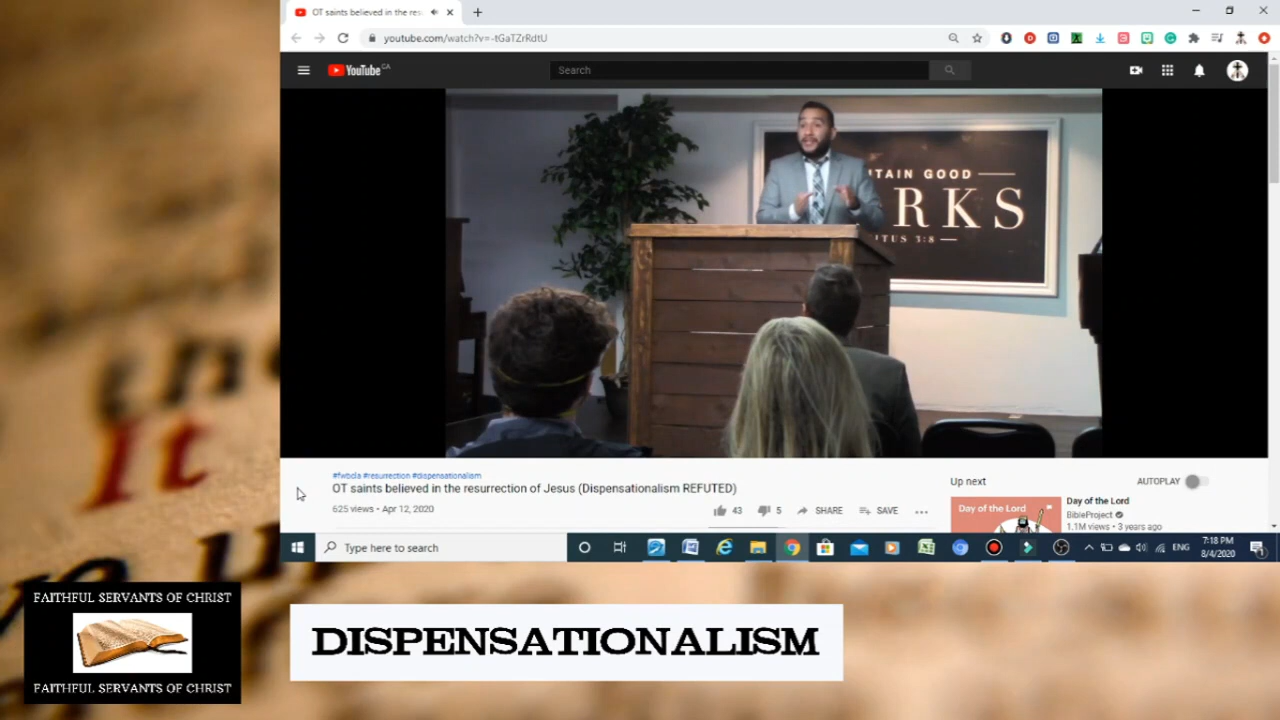 OT saints believed in the res
youtube.com/watch?v=-tGaTZrRdtU
YouTube CA
Search
TAIN GOOD
RKS
ITUS 3:8
#fwbcla #resurrection #dispensationalism
OT saints believed in the resurrection of Jesus (Dispensationalism REFUTED)
625 views • Apr 12, 2020
43
5
SHARE
SAVE
Up next
AUTOPLAY
Day of the Lord
Day of the Lord
BibleProject
1.1M views • 3 years ago
Type here to search
ENG
7:18 PM
8/4/2020
the
It
FAITHFUL SERVANTS OF CHRIST
FAITHFUL SERVANTS OF CHRIST
DISPENSATIONALISM